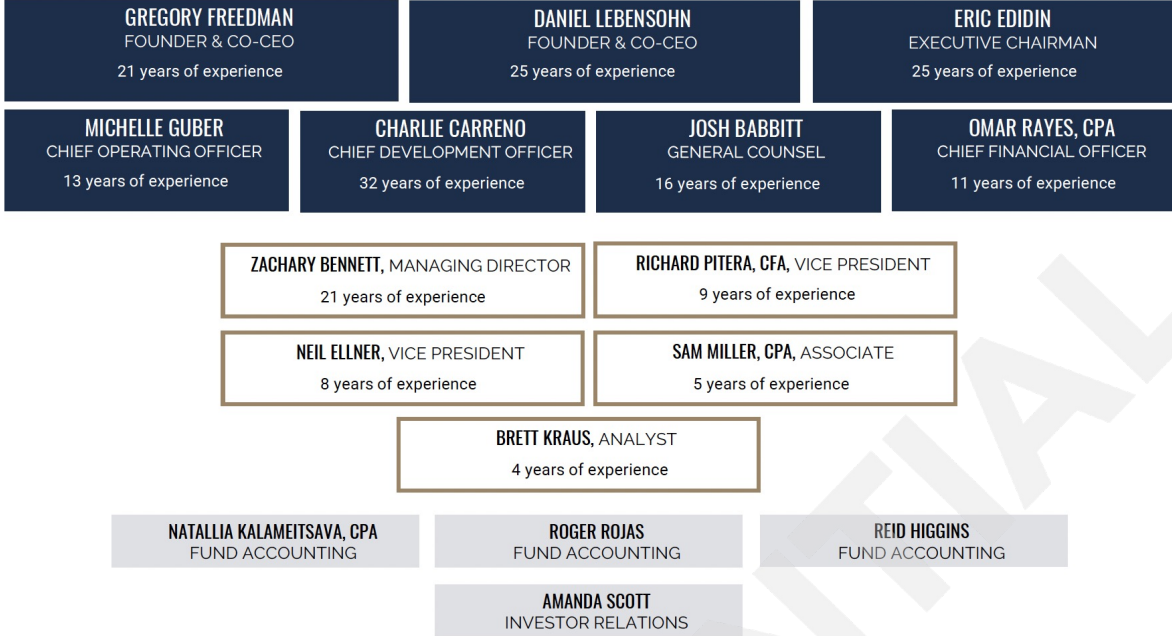 GREGORY FREEDMAN
FOUNDER & CO-CEO
21 years of experience
DANIEL LEBENSOHN
FOUNDER & CO-CEO
25 years of experience
ERIC EDIDIN
EXECUTIVE CHAIRMAN
25 years of experience
MICHELLE GUBER
CHIEF OPERATING OFFICER
13 years of experience
CHARLIE CARRENO
CHIEF DEVELOPMENT OFFICER
32 years of experience
JOSH BABBITT
GENERAL COUNSEL
16 years of experience
OMAR RAYES, CPA
CHIEF FINANCIAL OFFICER
11 years of experience
ZACHARY BENNETT, MANAGING DIRECTOR
21 years of experience
RICHARD PITERA, CFA, VICE PRESIDENT
9 years of experience
NEIL ELLNER, VICE PRESIDENT
8 years of experience
SAM MILLER, CPA, ASSOCIATE
5 years of experience
BRETT KRAUS, ANALYST
4 years of experience
NATALLIA KALAMEITSAVA, CPA
FUND ACCOUNTING
ROGER ROJAS
FUND ACCOUNTING
REID HIGGINS
FUND ACCOUNTING
AMANDA SCOTT
INVESTOR RELATIONS
NTIAL